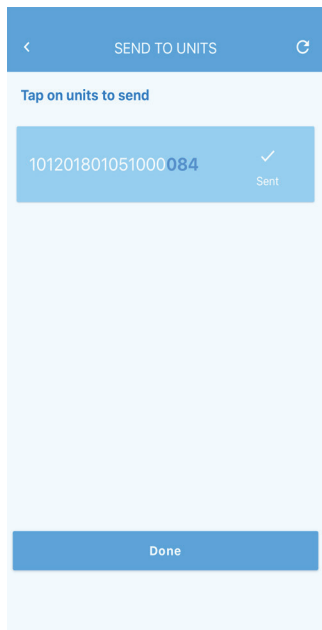 SEND TO UNITS
Tap on units to send
101201801051000084
Sent
Done